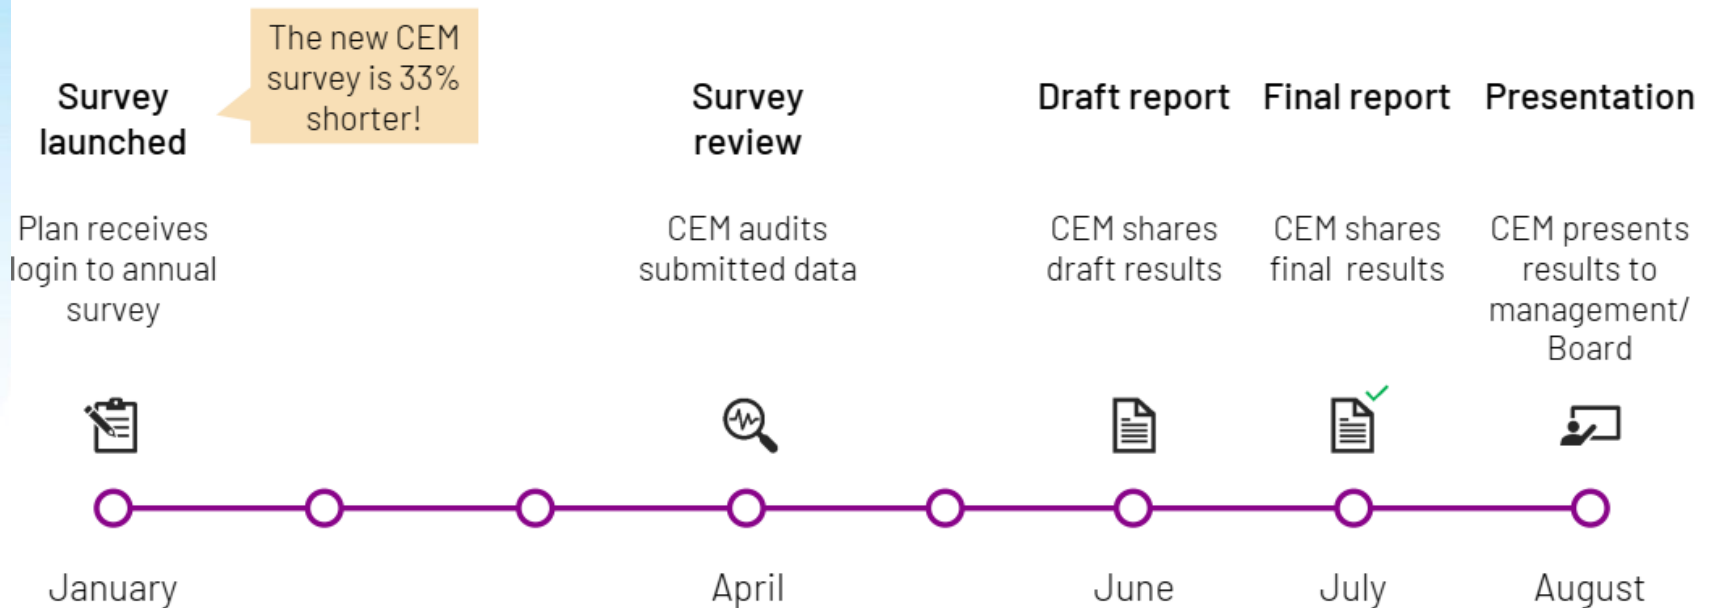 The new CEM
survey is 33%
shorter!
Survey
launched
Survey
review
Draft report
Final report
Presentation
Plan receives
login to annual
survey
CEM audits
submitted data
CEM shares
draft results
CEM shares
final results
CEM presents
results to
management/
Board
January
April
June
July
August